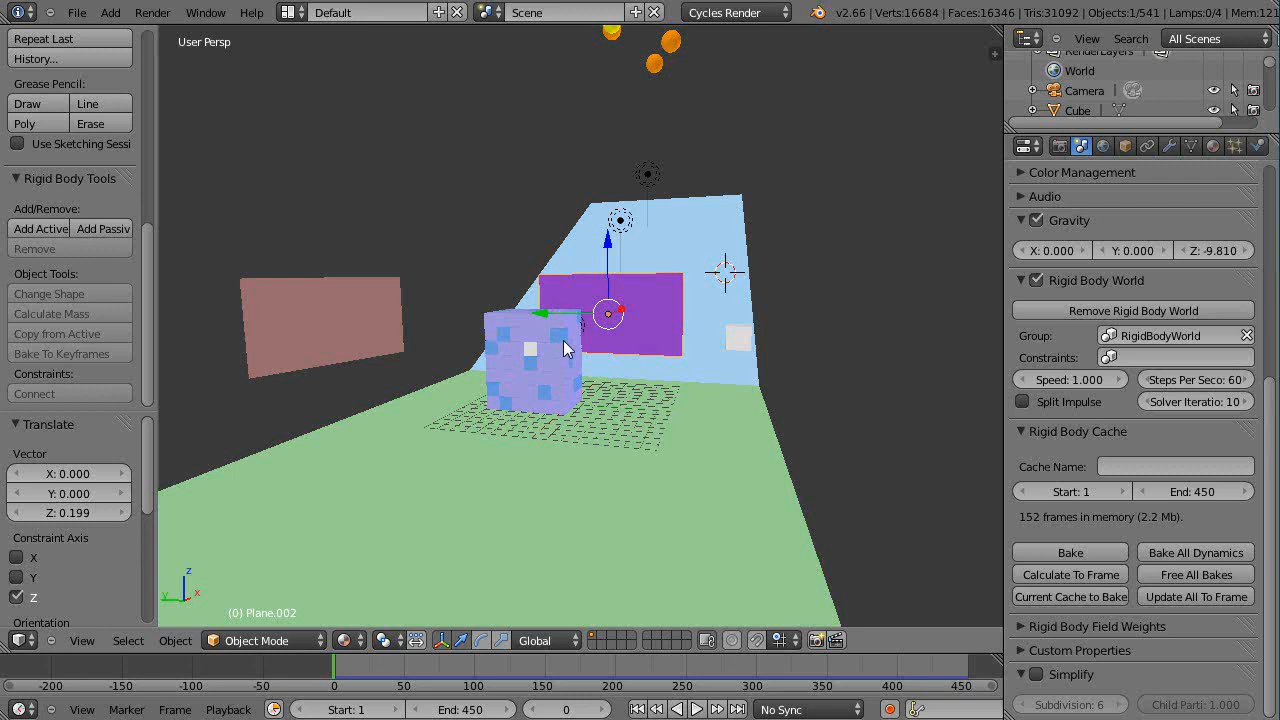 File Add Render Window Help Default Scene Cycles Render v2.66 | Verts:16684 | Faces:16346 | Tris:31092 | Objects:1/541 | Lamps:0/4 | Mem:121
Repeat Last
History...
Grease Pencil:
Draw Line
Poly Erase
Use Sketching Sessi
Rigid Body Tools
Add/Remove:
Add Active Add Passiv
Remove
Object Tools:
Change Shape
Calculate Mass
Copy from Active
Bake To Keyframes
Constraints:
Connect
Translate
Vector
X: 0.000
Y: 0.000
Z: 0.199
Constraint Axis
X
Y
Z
Orientation
User Persp
z
y x
(0) Plane.002
View Search All Scenes
RenderLayers
World
Camera
Cube
Color Management
Audio
Gravity
X: 0.000 Y: 0.000 Z: -9.810
Rigid Body World
Remove Rigid Body World
Group: RigidBodyWorld
Constraints:
Speed: 1.000 Steps Per Seco: 60
Split Impulse Solver Iteratio: 10
Rigid Body Cache
Cache Name:
Start: 1 End: 450
152 frames in memory (2.2 Mb).
Bake Bake All Dynamics
Calculate To Frame Free All Bakes
Current Cache to Bake Update All To Frame
Rigid Body Field Weights
Custom Properties
Simplify
Subdivision: 6 Child Parti: 1.000
View Select Object Object Mode Global
-200 -150 -100 -50 0 50 100 150 200 250 300 350 400 450
View Marker Frame Playback Start: 1 End: 450 0 No Sync